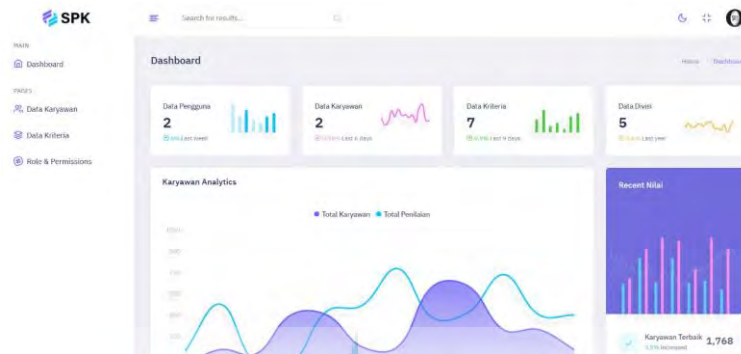 SPK
Search for results...
MAIN
Dashboard
PAGES
Data Karyawan
Data Kriteria
Role & Permissions
Dashboard
Home
Dashboard
Data Pengguna
2
Last week
Data Karyawan
2
Last 6 days
Data Kriteria
7
Last 9 days
Data Divisi
5
Last year
Karyawan Analytics
Total Karyawan Total Penilaian
Recent Nilai
Karyawan Terbaik 1,768
increased